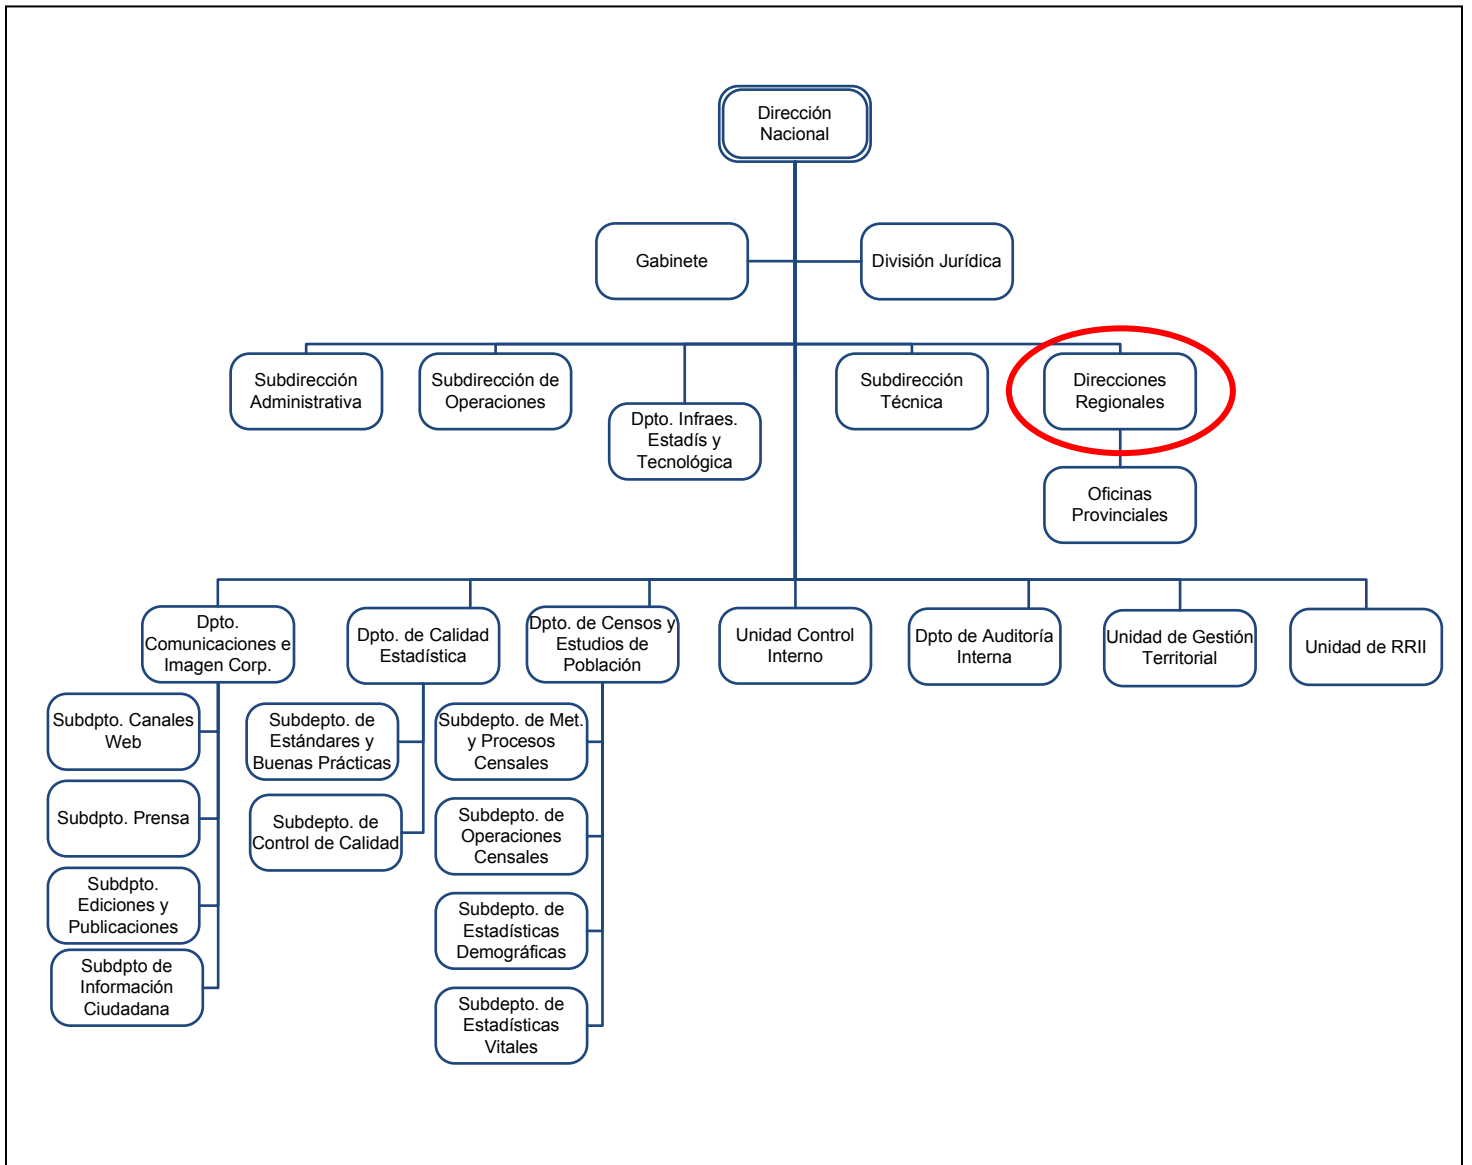 Dirección
Nacional
Gabinete
División Jurídica
Subdirección
Administrativa
Subdirección de
Operaciones
Dpto. Infraes.
Estadís y
Tecnológica
Subdirección
Técnica
Direcciones
Regionales
Oficinas
Provinciales
Dpto.
Comunicaciones e
Imagen Corp.
Dpto. de Calidad
Estadística
Dpto. de Censos y
Estudios de
Población
Unidad Control
Interno
Dpto de Auditoría
Interna
Unidad de Gestión
Territorial
Unidad de RRII
Subdpto. Canales
Web
Subdpto. Prensa
Subdpto.
Ediciones y
Publicaciones
Subdpto de
Información
Ciudadana
Subdepto. de
Estándares y
Buenas Prácticas
Subdepto. de
Control de Calidad
Subdepto. de Met.
y Procesos
Censales
Subdepto. de
Operaciones
Censales
Subdepto. de
Estadísticas
Demográficas
Subdepto. de
Estadísticas
Vitales